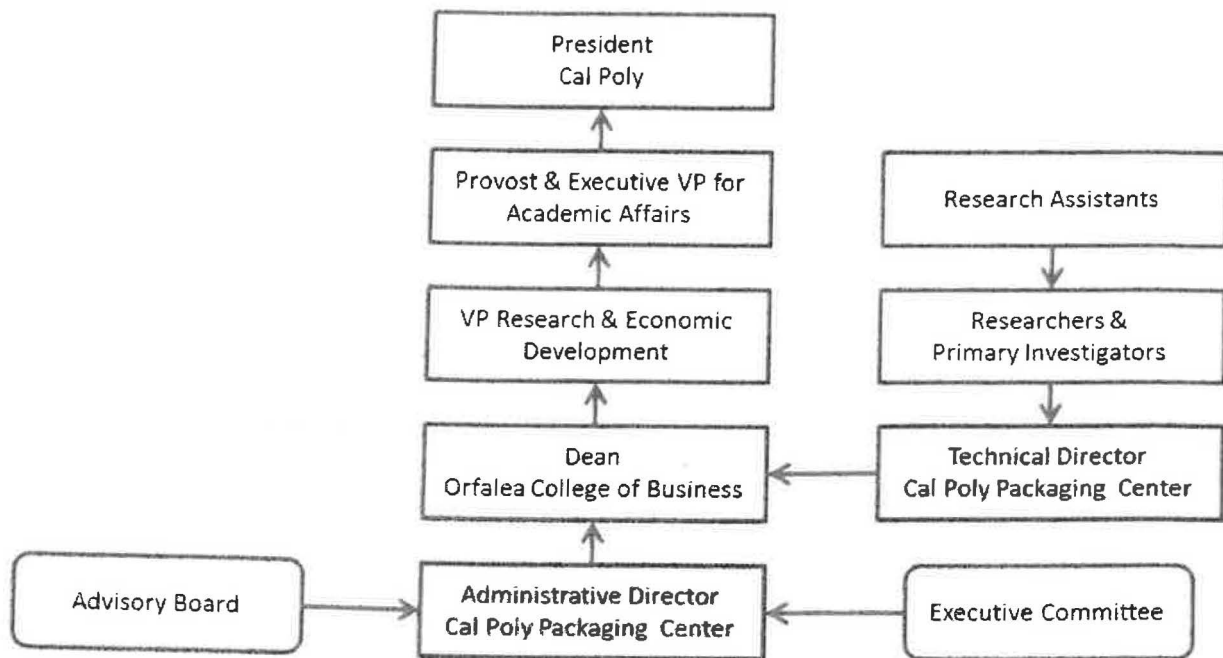 President
Cal Poly
Provost & Executive VP for
Academic Affairs
Research Assistants
VP Research & Economic
Development
Researchers &
Primary Investigators
Dean
Orfalea College of Business
Technical Director
Cal Poly Packaging Center
Advisory Board
Administrative Director
Cal Poly Packaging Center
Executive Committee